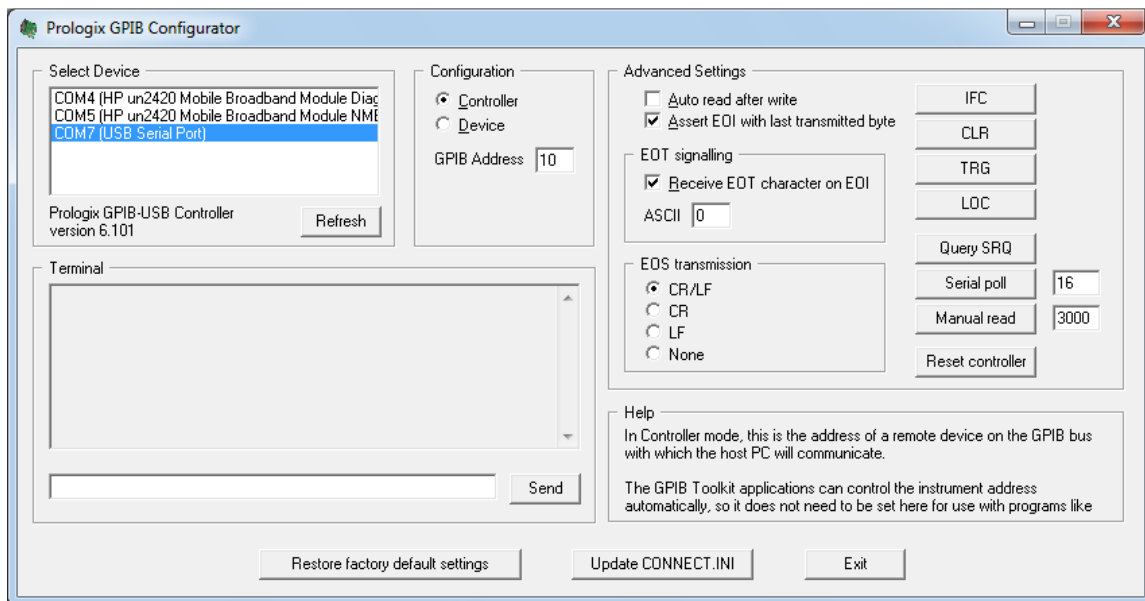 Prologix GPIB Configurator
Select Device
COM4 (HP un2420 Mobile Broadband Module Diag
COM5 (HP un2420 Mobile Broadband Module NME
COM7 (USB Serial Port)
Prologix GPIB-USB Controller
version 6.101
Refresh
Configuration
Controller
Device
GPIB Address 10
Advanced Settings
Auto read after write
Assert EOI with last transmitted byte
EOT signalling
Receive EOT character on EOI
ASCII 0
EOS transmission
CR/LF
CR
LF
None
IFC
CLR
TRG
LOC
Query SRQ
Serial poll 16
Manual read 3000
Reset controller
Terminal
Send
Help
In Controller mode, this is the address of a remote device on the GPIB bus
with which the host PC will communicate.
The GPIB Toolkit applications can control the instrument address
automatically, so it does not need to be set here for use with programs like
Restore factory default settings
Update CONNECT.INI
Exit